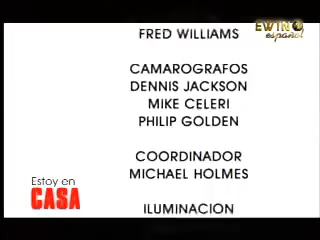 EWTN
español
FRED WILLIAMS
CAMAROGRAFOS
DENNIS JACKSON
MIKE CELERI
PHILIP GOLDEN
COORDINADOR
MICHAEL HOLMES
Estoy en
CASA
ILUMINACION